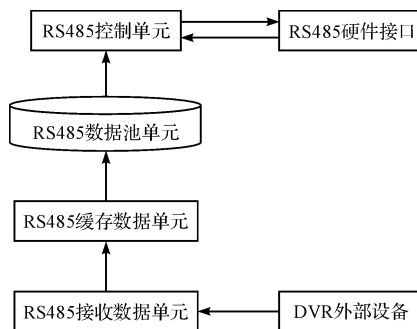 RS485控制单元
RS485硬件接口
RS485数据池单元
RS485缓存数据单元
RS485接收数据单元
DVR外部设备